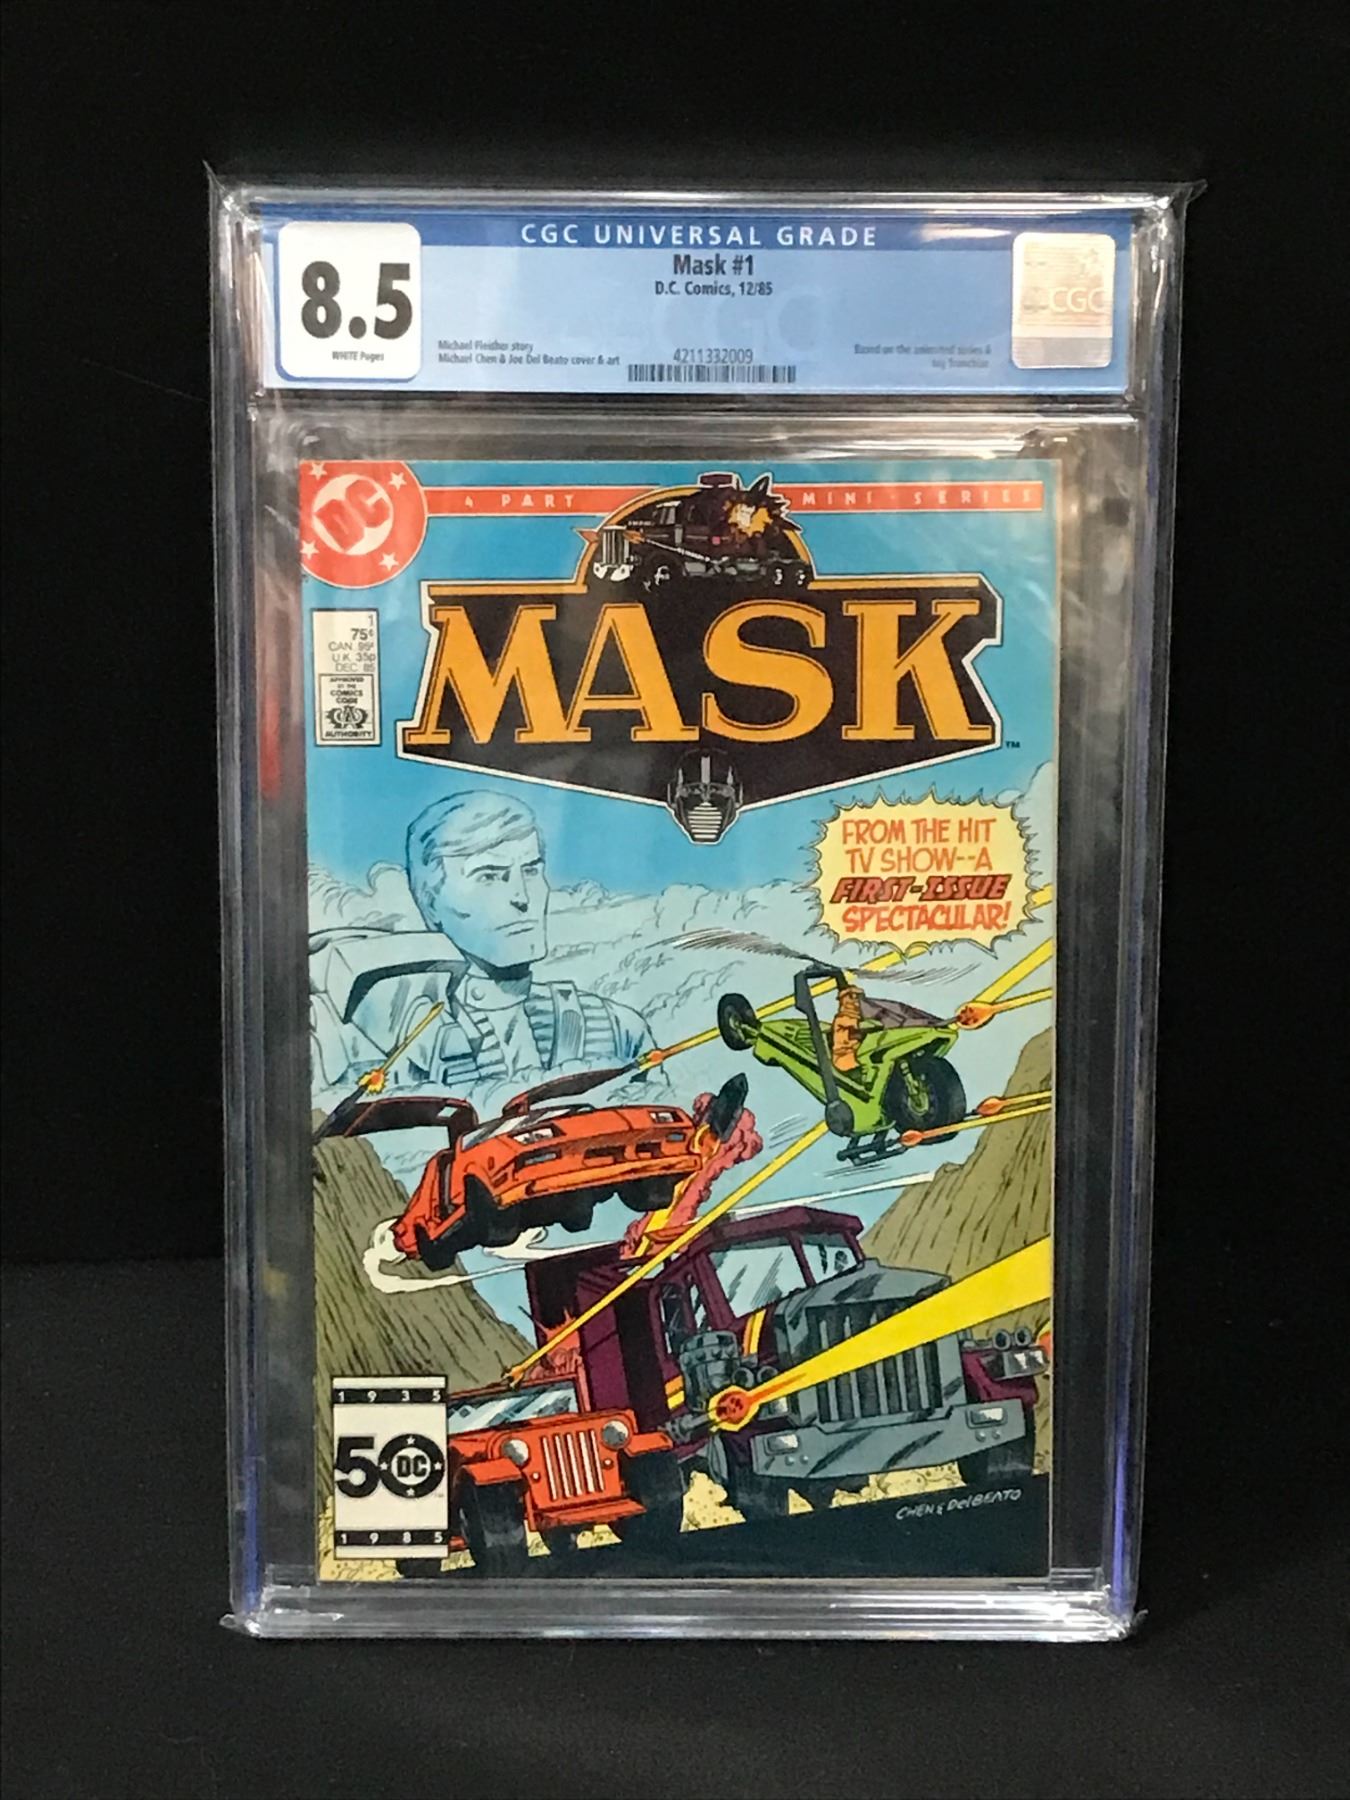 CGC UNIVERSAL GRADE
8.5
WHITE Pages
Mask #1
D.C. Comics, 12/85
Michael Fleisher story
Michael Chen & Joe Del Beato cover & art
4211332009
Based on the animated series &
toy franchise
CGC
DC
4 PART MINI-SERIES
1
75¢
CAN. 95¢
U.K. 35p
DEC. 85
APPROVED
BY THE
COMICS
CODE
CA
AUTHORITY
MASK
TM
FROM THE HIT
TV SHOW--A
FIRST-ISSUE
SPECTACULAR!
1935
50
DC
1985
CHEN & DelBEATO